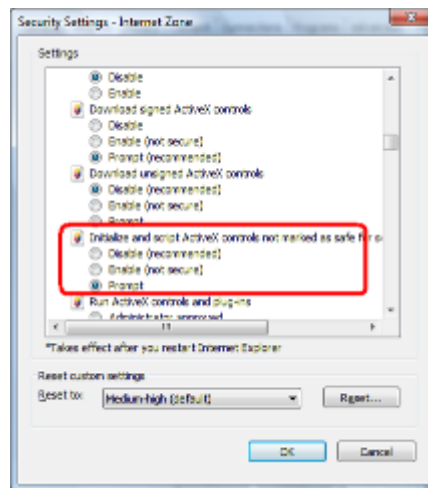 Security Settings - Internet Zone
Settings
Disable
Enable
Download signed ActiveX controls
Disable
Enable (not secure)
Prompt (recommended)
Download unsigned ActiveX controls
Disable (recommended)
Enable (not secure)
Prompt
Initialize and script ActiveX controls not marked as safe for s
Disable (recommended)
Enable (not secure)
Prompt
Run ActiveX controls and plug-ins
Administrator approved
*Takes effect after you restart Internet Explorer
Reset custom settings
Reset to: Medium-high (default) Reset...
OK Cancel